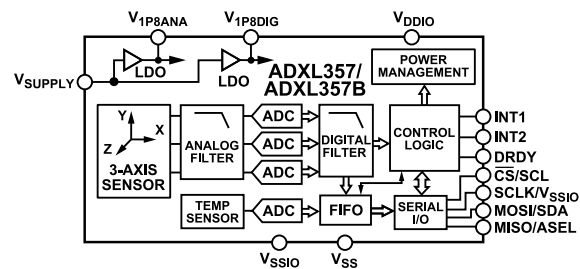 V1P8ANA
V1P8DIG
VDDIO
VSUPPLY
LDO
LDO
ADXL357/
ADXL357B
POWER
MANAGEMENT
Y
X
Z
3-AXIS
SENSOR
ANALOG
FILTER
ADC
ADC
ADC
DIGITAL
FILTER
CONTROL
LOGIC
INT1
INT2
DRDY
C̅S̅/SCL
SCLK/VSSIO
MOSI/SDA
MISO/ASEL
TEMP
SENSOR
ADC
FIFO
SERIAL
I/O
VSSIO
VSS